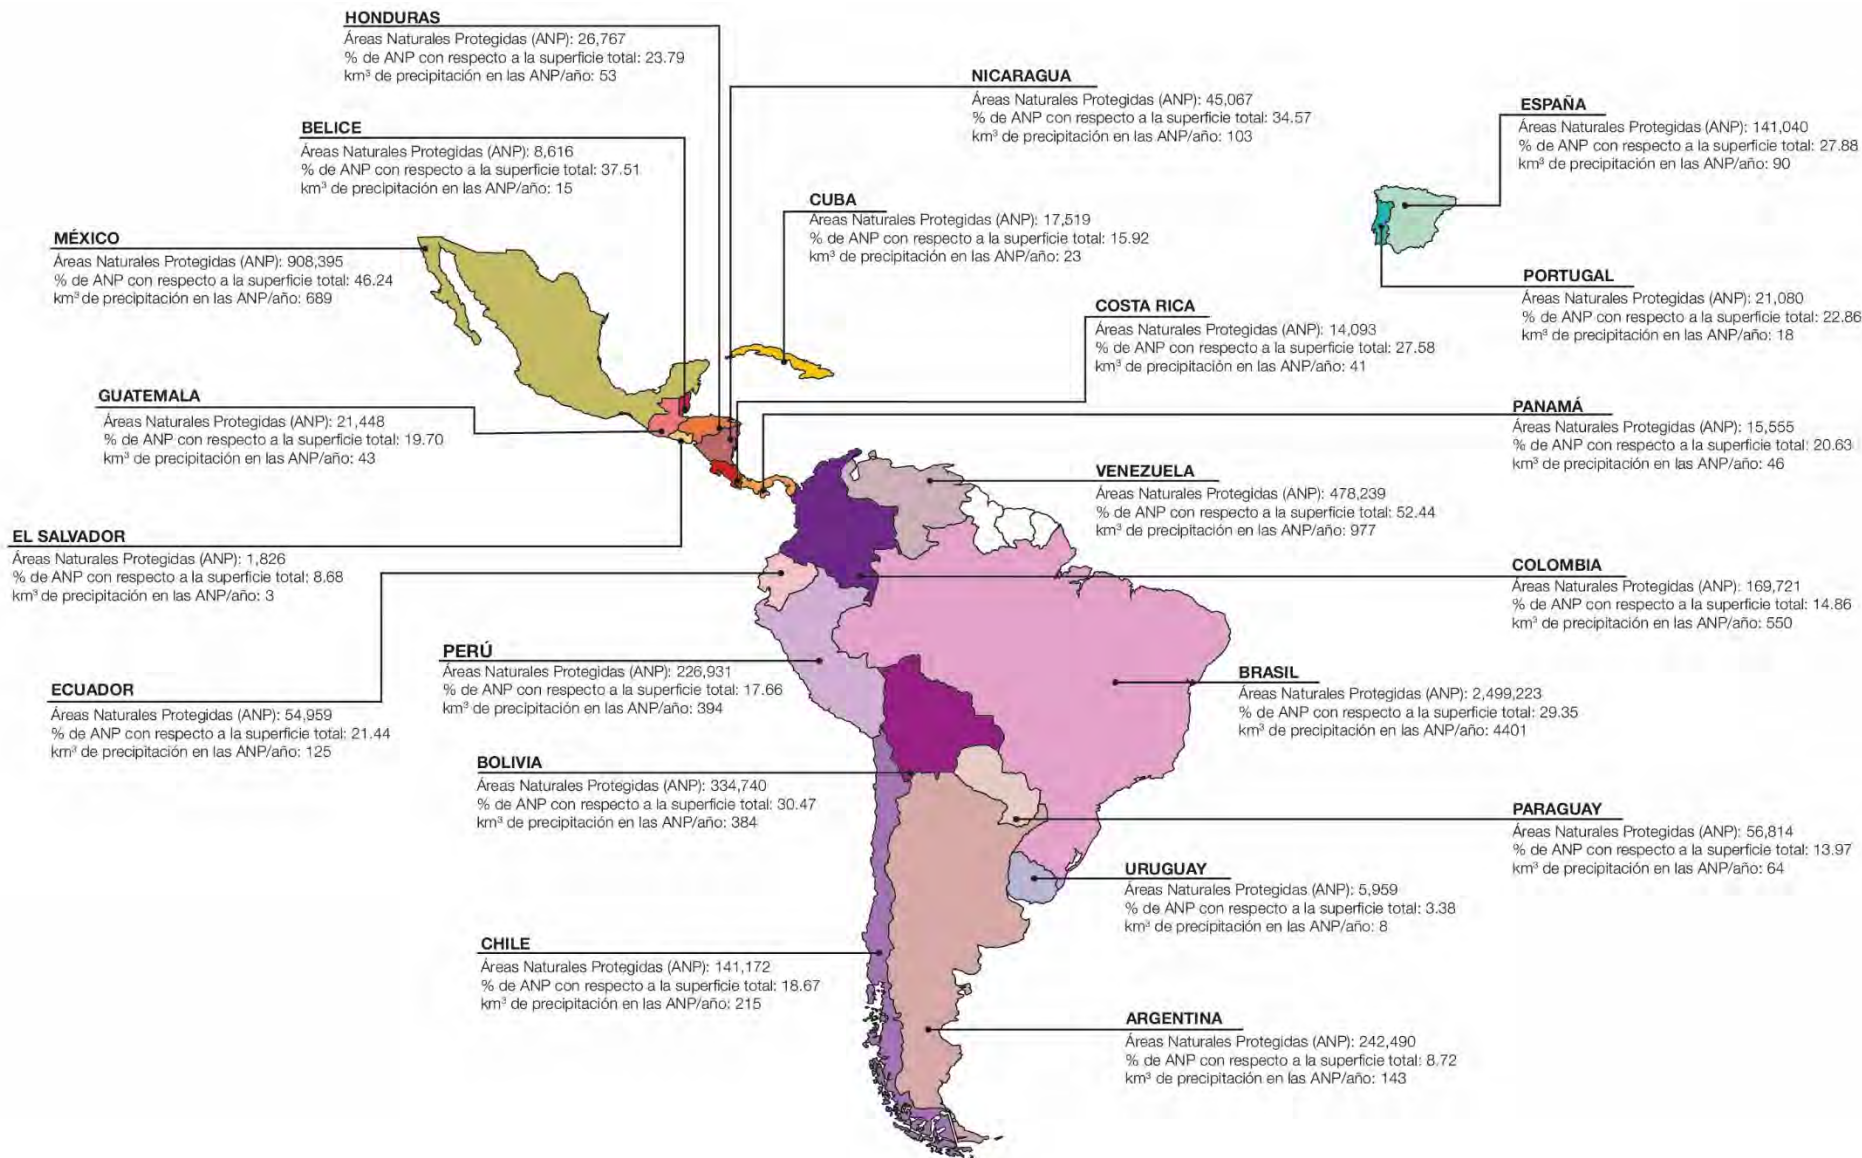 HONDURAS
Áreas Naturales Protegidas (ANP): 26,767
% de ANP con respecto a la superficie total: 23.79
km³ de precipitación en las ANP/año: 53
NICARAGUA
Áreas Naturales Protegidas (ANP): 45,067
% de ANP con respecto a la superficie total: 34.57
km³ de precipitación en las ANP/año: 103
ESPAÑA
Áreas Naturales Protegidas (ANP): 141,040
% de ANP con respecto a la superficie total: 27.88
km³ de precipitación en las ANP/año: 90
BELICE
Áreas Naturales Protegidas (ANP): 8,616
% de ANP con respecto a la superficie total: 37.51
km³ de precipitación en las ANP/año: 15
CUBA
Áreas Naturales Protegidas (ANP): 17,519
% de ANP con respecto a la superficie total: 15.92
km³ de precipitación en las ANP/año: 23
MÉXICO
Áreas Naturales Protegidas (ANP): 908,395
% de ANP con respecto a la superficie total: 46.24
km³ de precipitación en las ANP/año: 689
PORTUGAL
Áreas Naturales Protegidas (ANP): 21,080
% de ANP con respecto a la superficie total: 22.86
km³ de precipitación en las ANP/año: 18
COSTA RICA
Áreas Naturales Protegidas (ANP): 14,093
% de ANP con respecto a la superficie total: 27.58
km³ de precipitación en las ANP/año: 41
GUATEMALA
Áreas Naturales Protegidas (ANP): 21,448
% de ANP con respecto a la superficie total: 19.70
km³ de precipitación en las ANP/año: 43
PANAMÁ
Áreas Naturales Protegidas (ANP): 15,555
% de ANP con respecto a la superficie total: 20.63
km³ de precipitación en las ANP/año: 46
VENEZUELA
Áreas Naturales Protegidas (ANP): 478,239
% de ANP con respecto a la superficie total: 52.44
km³ de precipitación en las ANP/año: 977
EL SALVADOR
Áreas Naturales Protegidas (ANP): 1,826
% de ANP con respecto a la superficie total: 8.68
km³ de precipitación en las ANP/año: 3
COLOMBIA
Áreas Naturales Protegidas (ANP): 169,721
% de ANP con respecto a la superficie total: 14.86
km³ de precipitación en las ANP/año: 550
PERÚ
Áreas Naturales Protegidas (ANP): 226,931
% de ANP con respecto a la superficie total: 17.66
km³ de precipitación en las ANP/año: 394
BRASIL
Áreas Naturales Protegidas (ANP): 2,499,223
% de ANP con respecto a la superficie total: 29.35
km³ de precipitación en las ANP/año: 4401
ECUADOR
Áreas Naturales Protegidas (ANP): 54,959
% de ANP con respecto a la superficie total: 21.44
km³ de precipitación en las ANP/año: 125
BOLIVIA
Áreas Naturales Protegidas (ANP): 334,740
% de ANP con respecto a la superficie total: 30.47
km³ de precipitación en las ANP/año: 384
PARAGUAY
Áreas Naturales Protegidas (ANP): 56,814
% de ANP con respecto a la superficie total: 13.97
km³ de precipitación en las ANP/año: 64
URUGUAY
Áreas Naturales Protegidas (ANP): 5,959
% de ANP con respecto a la superficie total: 3.38
km³ de precipitación en las ANP/año: 8
CHILE
Áreas Naturales Protegidas (ANP): 141,172
% de ANP con respecto a la superficie total: 18.67
km³ de precipitación en las ANP/año: 215
ARGENTINA
Áreas Naturales Protegidas (ANP): 242,490
% de ANP con respecto a la superficie total: 8.72
km³ de precipitación en las ANP/año: 143